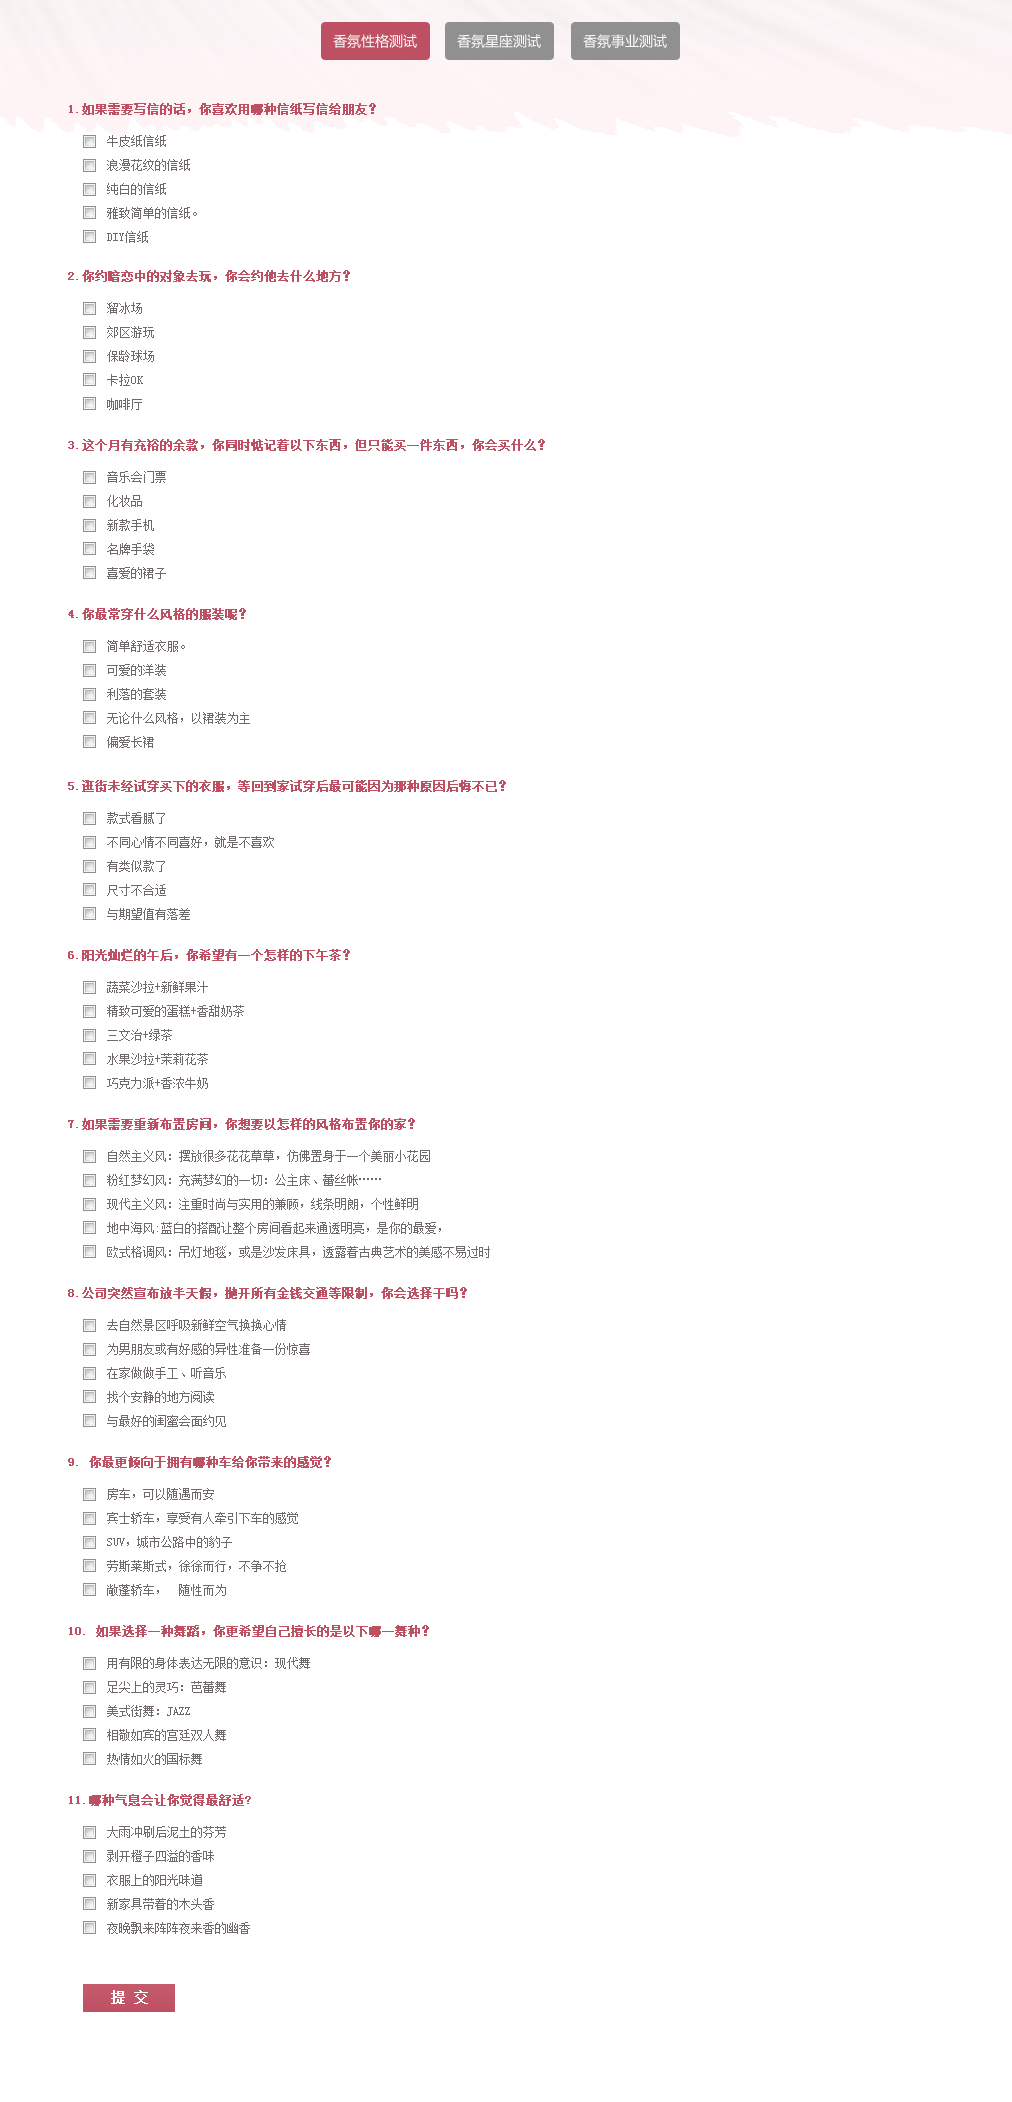 香氛性格测试 香氛星座测试 香氛事业测试
1.如果需要写信的话，你喜欢用哪种信纸写信给朋友？
牛皮纸信纸
浪漫花纹的信纸
纯白的信纸
雅致简单的信纸。
DIY信纸
2.你约暗恋中的对象去玩，你会约他去什么地方？
溜冰场
郊区游玩
保龄球场
卡拉OK
咖啡厅
3.这个月有充裕的余款，你同时惦记着以下东西，但只能买一件东西，你会买什么？
音乐会门票
化妆品
新款手机
名牌手袋
喜爱的裙子
4.你最常穿什么风格的服装呢？
简单舒适衣服。
可爱的洋装
利落的套装
无论什么风格，以裙装为主
偏爱长裙
5.逛街未经试穿买下的衣服，等回到家试穿后最可能因为那种原因后悔不已？
款式看腻了
不同心情不同喜好，就是不喜欢
有类似款了
尺寸不合适
与期望值有落差
6.阳光灿烂的午后，你希望有一个怎样的下午茶？
蔬菜沙拉+新鲜果汁
精致可爱的蛋糕+香甜奶茶
三文治+绿茶
水果沙拉+茉莉花茶
巧克力派+香浓牛奶
7.如果需要重新布置房间，你想要以怎样的风格布置你的家？
自然主义风：摆放很多花花草草，仿佛置身于一个美丽小花园
粉红梦幻风：充满梦幻的一切：公主床、蕾丝帐……
现代主义风：注重时尚与实用的兼顾，线条明朗，个性鲜明
地中海风:蓝白的搭配让整个房间看起来通透明亮，是你的最爱，
欧式格调风：吊灯地毯，或是沙发床具，透露着古典艺术的美感不易过时
8.公司突然宣布放半天假，抛开所有金钱交通等限制，你会选择干吗？
去自然景区呼吸新鲜空气换换心情
为男朋友或有好感的异性准备一份惊喜
在家做做手工、听音乐
找个安静的地方阅读
与最好的闺蜜会面约见
9. 你最更倾向于拥有哪种车给你带来的感觉？
房车，可以随遇而安
宾士轿车，享受有人牵引下车的感觉
SUV，城市公路中的豹子
劳斯莱斯式，徐徐而行，不争不抢
敞蓬轿车， 随性而为
10. 如果选择一种舞蹈，你更希望自己擅长的是以下哪一舞种？
用有限的身体表达无限的意识：现代舞
足尖上的灵巧：芭蕾舞
美式街舞：JAZZ
相敬如宾的宫廷双人舞
热情如火的国标舞
11.哪种气息会让你觉得最舒适?
大雨冲刷后泥土的芬芳
剥开橙子四溢的香味
衣服上的阳光味道
新家具带着的木头香
夜晚飘来阵阵夜来香的幽香
提 交